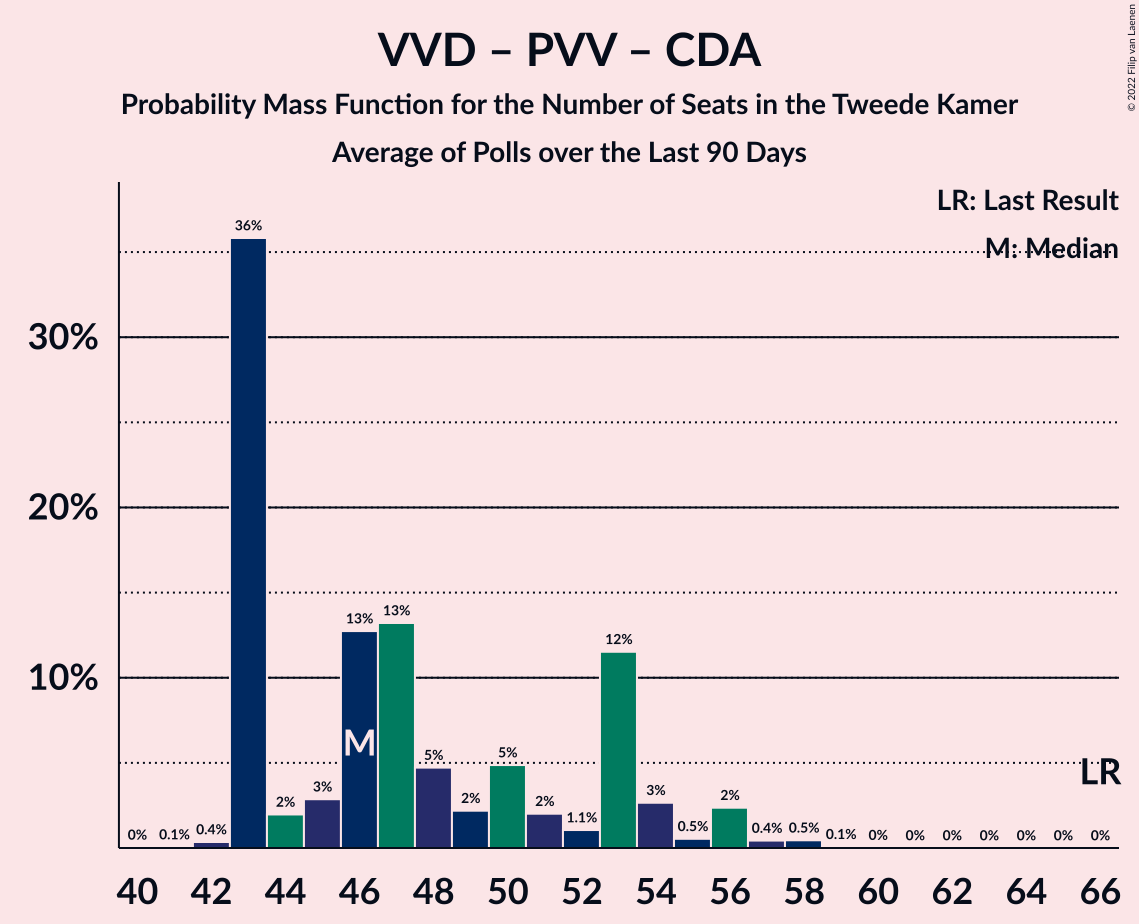 VVD – PVV – CDA
Probability Mass Function for the Number of Seats in the Tweede Kamer
Average of Polls over the Last 90 Days
© 2022 Filip van Laenen
LR: Last Result
M: Median
30%
20%
10%
0% 0.1% 0.4% 36% 2% 3% 13% 13% 5% 2% 5% 2% 1.1% 12% 3% 0.5% 2% 0.4% 0.5% 0.1% 0% 0% 0% 0% 0% 0% 0%
M
LR
40 42 44 46 48 50 52 54 56 58 60 62 64 66